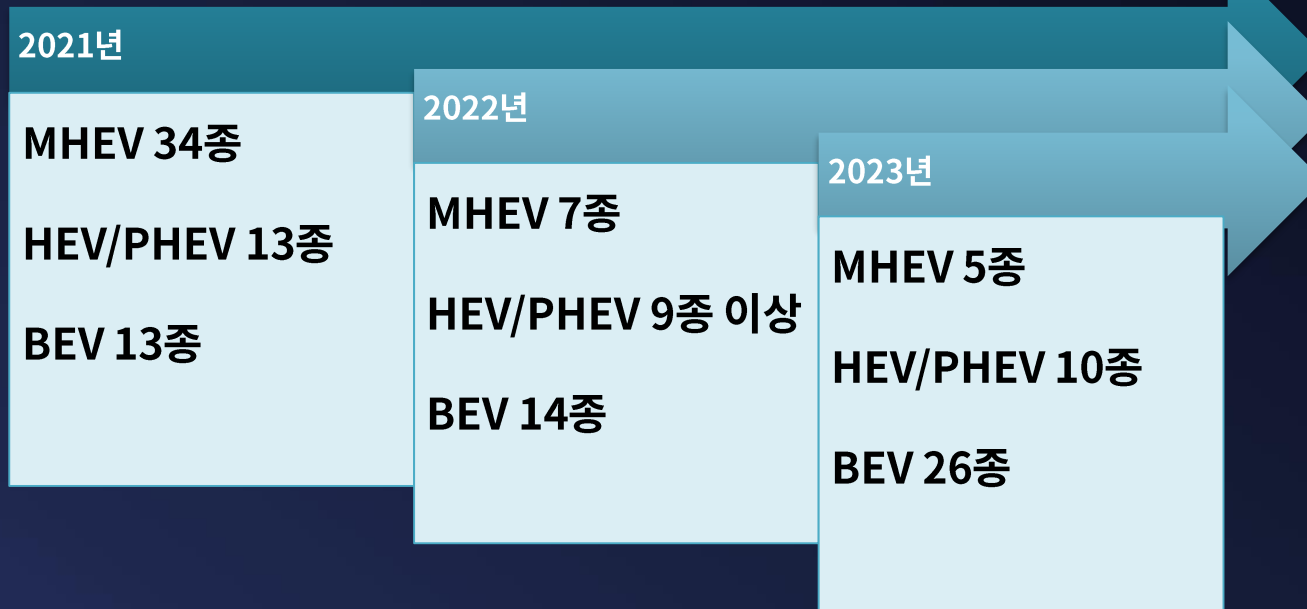 2021년
MHEV 34종
HEV/PHEV 13종
BEV 13종
2022년
MHEV 7종
HEV/PHEV 9종 이상
BEV 14종
2023년
MHEV 5종
HEV/PHEV 10종
BEV 26종